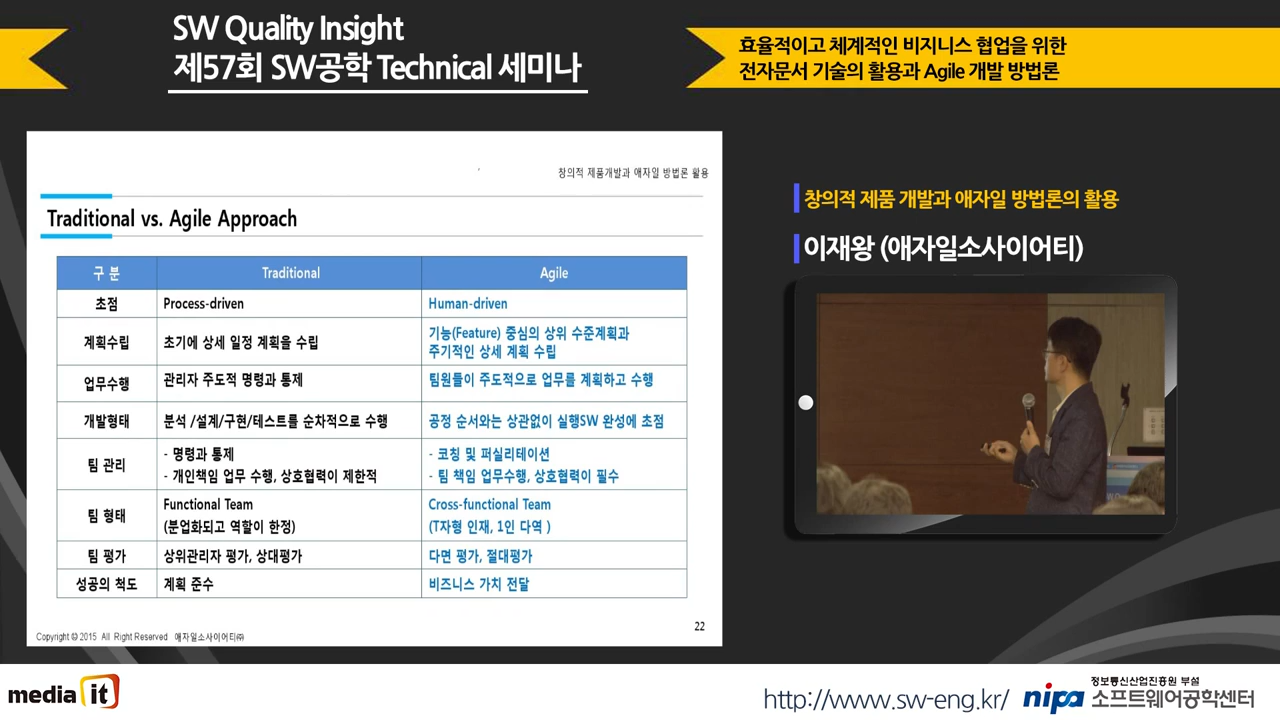 SW Quality Insight
제57회 SW공학 Technical 세미나
효율적이고 체계적인 비지니스 협업을 위한
전자문서 기술의 활용과 Agile 개발 방법론
창의적 제품개발과 애자일 방법론 활용
Traditional vs. Agile Approach
구 분 Traditional Agile
초점 Process-driven Human-driven
계획수립 초기에 상세 일정 계획을 수립 기능(Feature) 중심의 상위 수준계획과
주기적인 상세 계획 수립
업무수행 관리자 주도적 명령과 통제 팀원들이 주도적으로 업무를 계획하고 수행
개발형태 분석 /설계/구현/테스트를 순차적으로 수행 공정 순서와는 상관없이 실행SW 완성에 초점
팀 관리 - 명령과 통제 - 코칭 및 퍼실리테이션
- 개인책임 업무 수행, 상호협력이 제한적 - 팀 책임 업무수행, 상호협력이 필수
팀 형태 Functional Team Cross-functional Team
(분업화되고 역할이 한정) (T자형 인재, 1인 다역 )
팀 평가 상위관리자 평가, 상대평가 다면 평가, 절대평가
성공의 척도 계획 준수 비즈니스 가치 전달
22
Copyright © 2015 All Right Reserved 애자일소사이어티㈜
창의적 제품 개발과 애자일 방법론의 활용
이재왕 (애자일소사이어티)
media it
http://www.sw-eng.kr/
nipa
정보통신산업진흥원 부설
소프트웨어공학센터